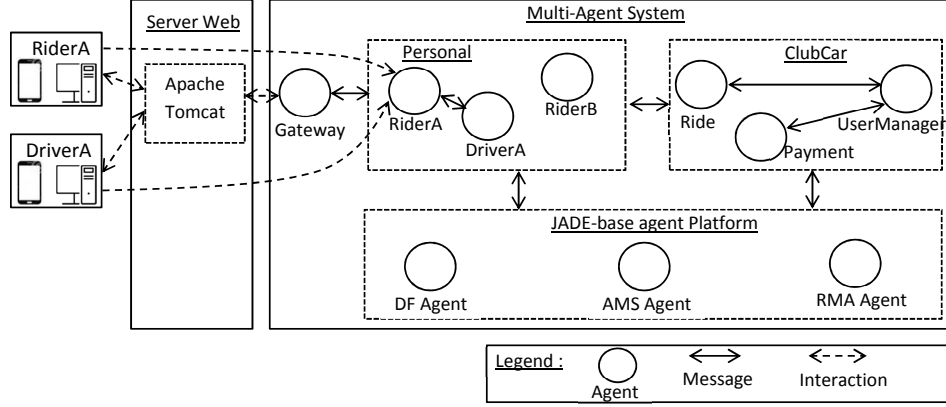 Multi-Agent System
Server Web
RiderA
Personal
ClubCar
Apache
Tomcat
RiderB
Gateway
RiderA
Ride
UserManager
DriverA
DriverA
Payment
JADE-base agent Platform
DF Agent
AMS Agent
RMA Agent
Legend :
Agent
Message
Interaction